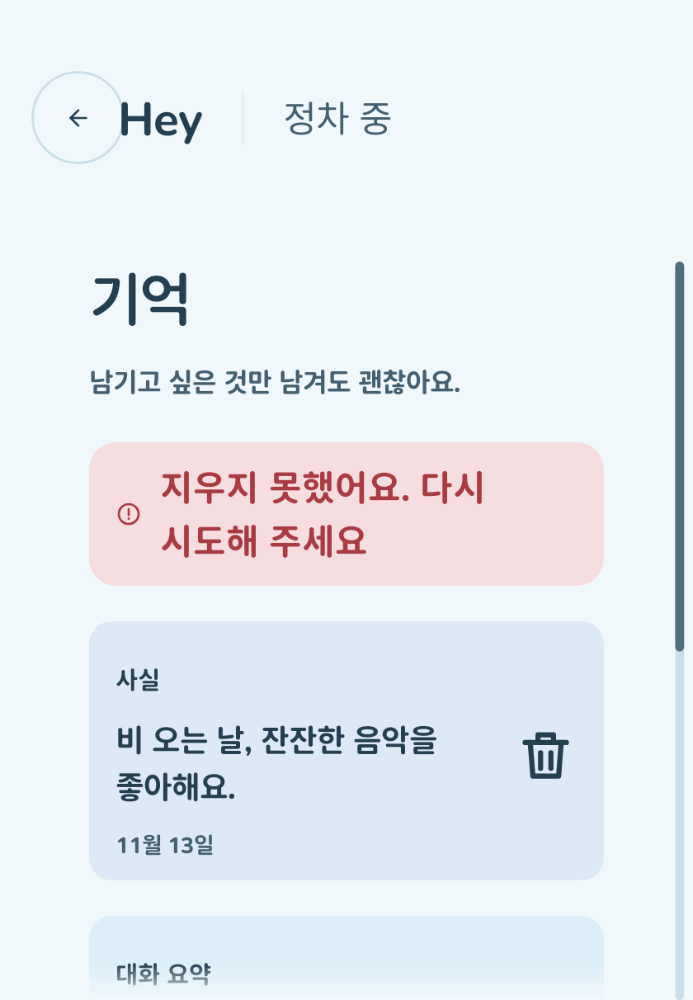 Hey
정차 중
기억
남기고 싶은 것만 남겨도 괜찮아요.
지우지 못했어요. 다시
시도해 주세요
사실
비 오는 날, 잔잔한 음악을
좋아해요.
11월 13일
대화 요약